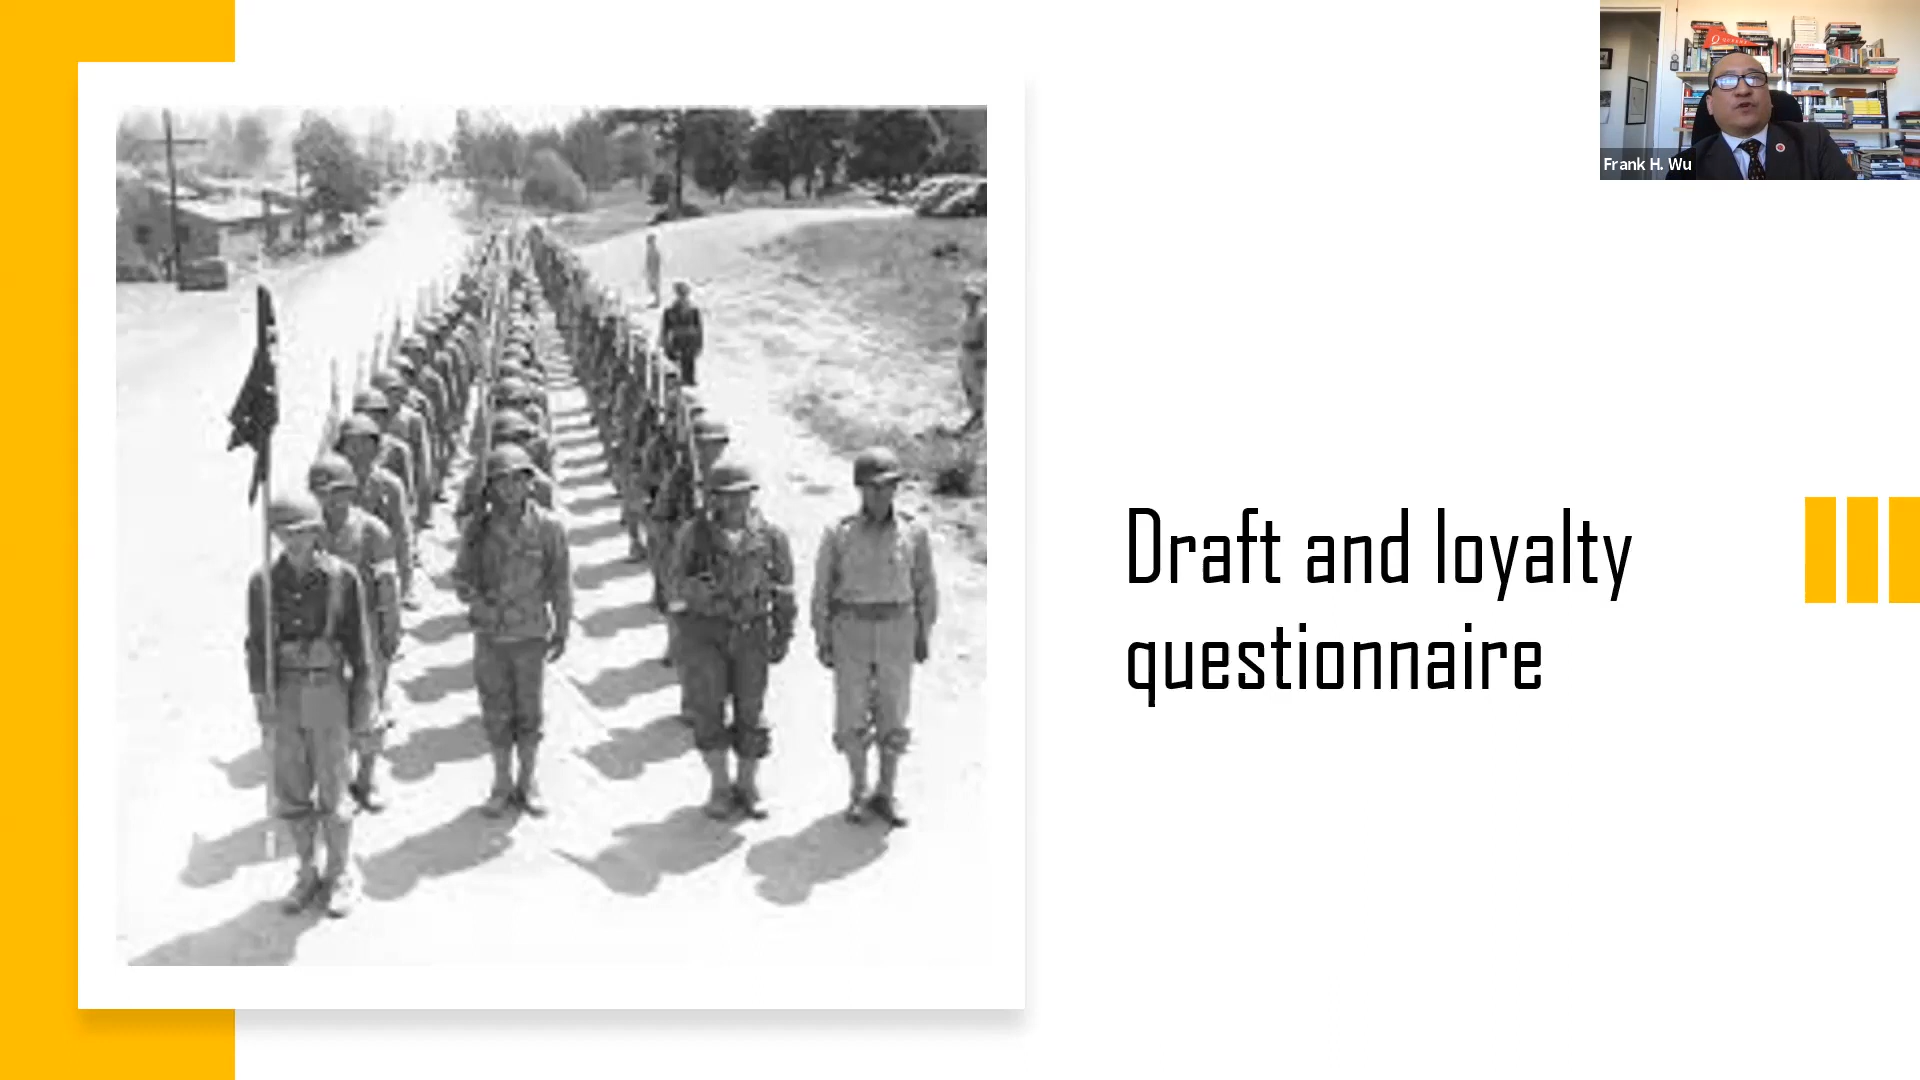 Frank H. Wu
Draft and loyalty
questionnaire